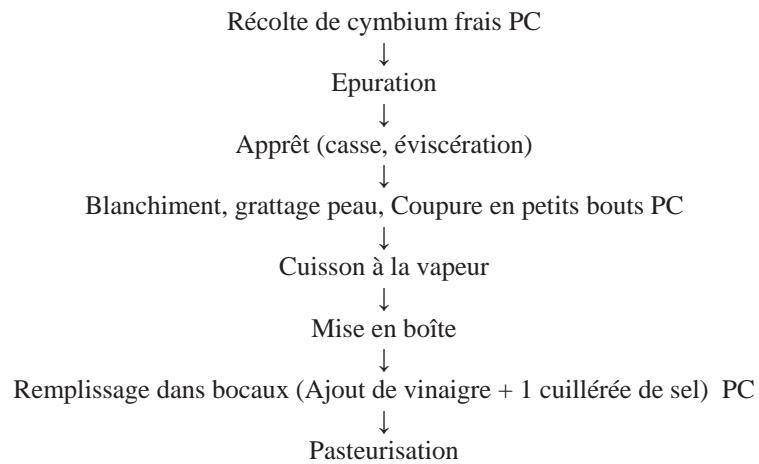 Récolte de cymbium frais PC
↓
Epuration
↓
Apprêt (casse, éviscération)
↓
Blanchiment, grattage peau, Coupure en petits bouts PC
↓
Cuisson à la vapeur
↓
Mise en boîte
↓
Remplissage dans bocaux (Ajout de vinaigre + 1 cuillérée de sel) PC
↓
Pasteurisation